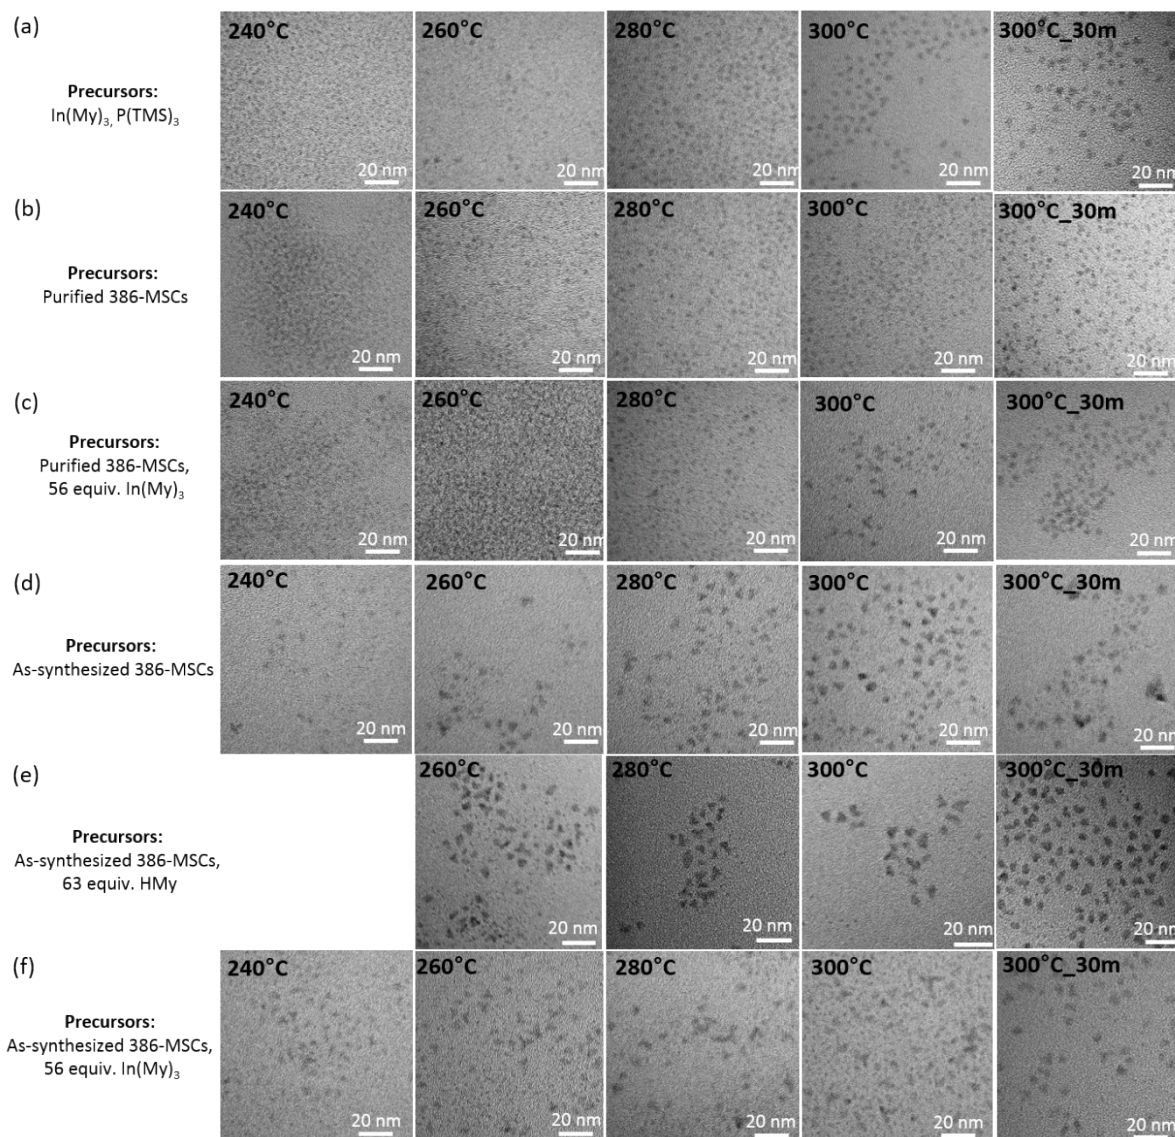 (a)
Precursors:
In(My)₃, P(TMS)₃
240°C
260°C
280°C
300°C
300°C_30m
20 nm
20 nm
20 nm
20 nm
20 nm
(b)
Precursors:
Purified 386-MSCs
240°C
260°C
280°C
300°C
300°C_30m
20 nm
20 nm
20 nm
20 nm
20 nm
(c)
Precursors:
Purified 386-MSCs,
56 equiv. In(My)₃
240°C
260°C
280°C
300°C
300°C_30m
20 nm
20 nm
20 nm
20 nm
20 nm
(d)
Precursors:
As-synthesized 386-MSCs
240°C
260°C
280°C
300°C
300°C_30m
20 nm
20 nm
20 nm
20 nm
20 nm
(e)
Precursors:
As-synthesized 386-MSCs,
63 equiv. HMy
260°C
280°C
300°C
300°C_30m
20 nm
20 nm
20 nm
20 nm
(f)
Precursors:
As-synthesized 386-MSCs,
56 equiv. In(My)₃
240°C
260°C
280°C
300°C
300°C_30m
20 nm
20 nm
20 nm
20 nm
20 nm